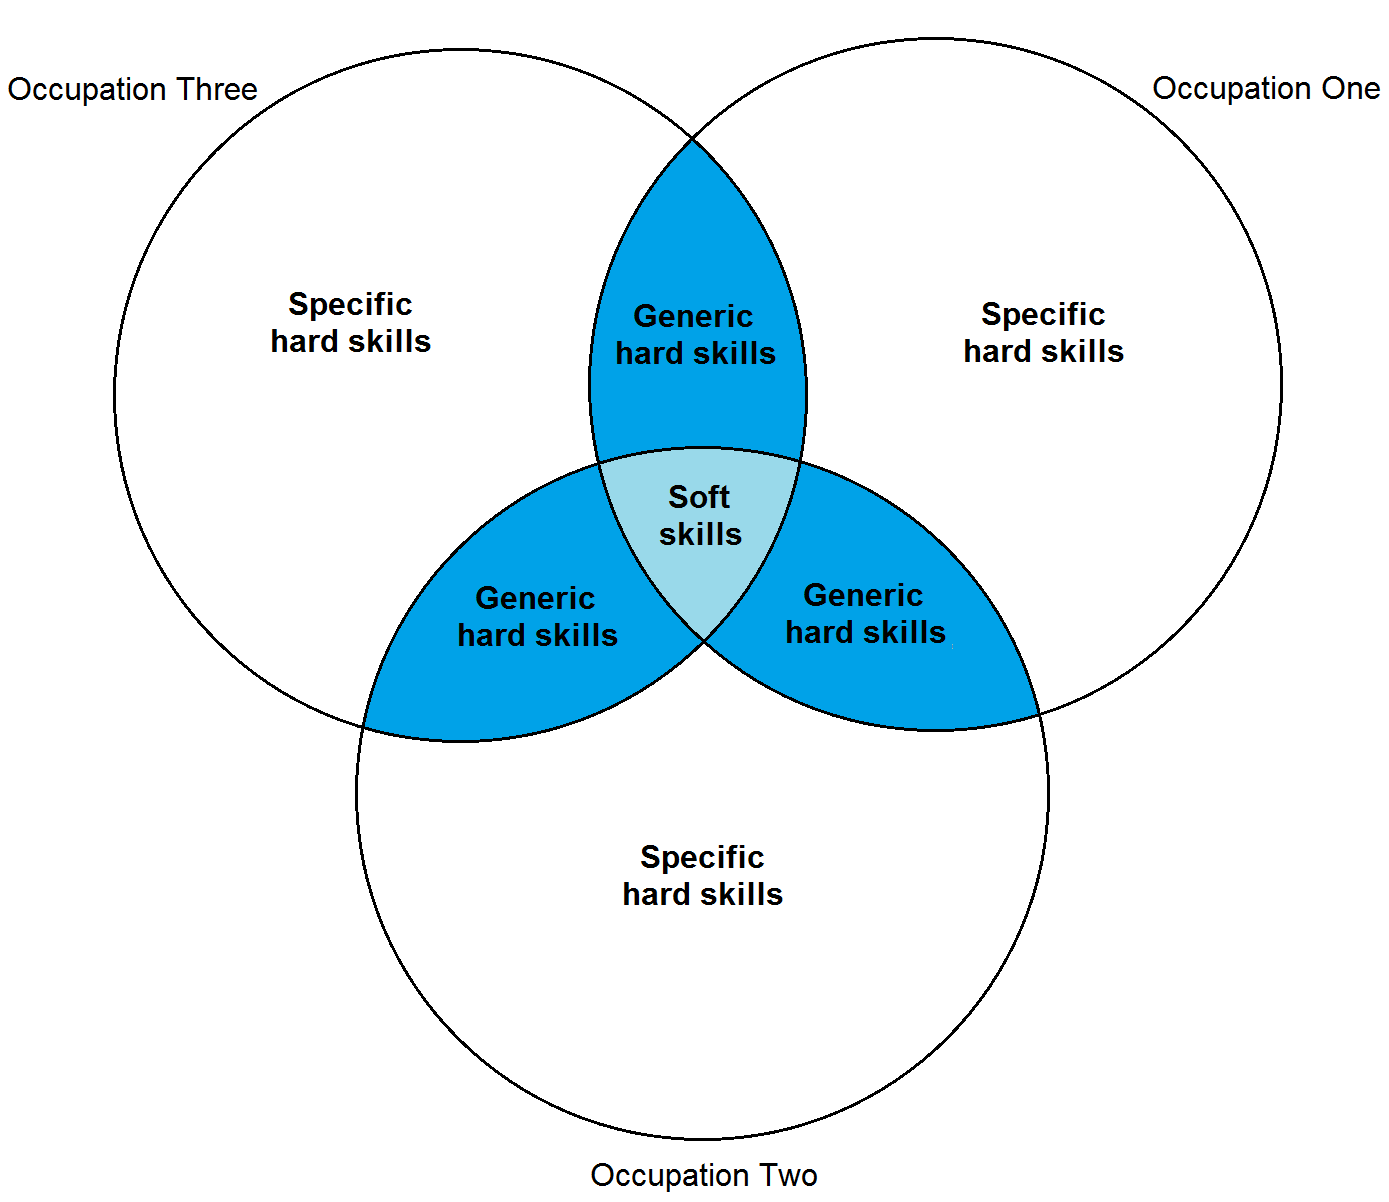 Occupation Three
Occupation One
Specific
hard skills
Generic
hard skills
Specific
hard skills
Soft
skills
Generic
hard skills
Generic
hard skills
Specific
hard skills
Occupation Two